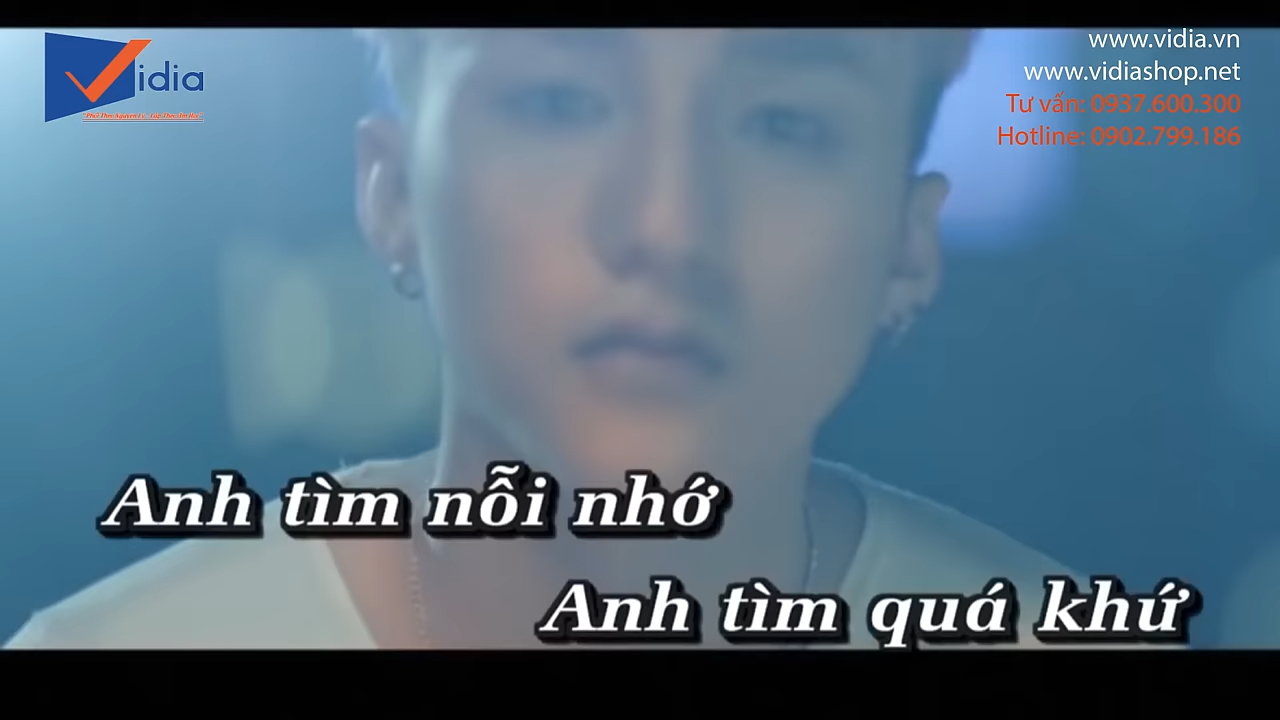 Vidia
www.vidia.vn
www.vidiashop.net
Tư vấn: 0937.600.300
Hotline: 0902.799.186
Anh tìm nỗi nhớ
Anh tìm quá khứ